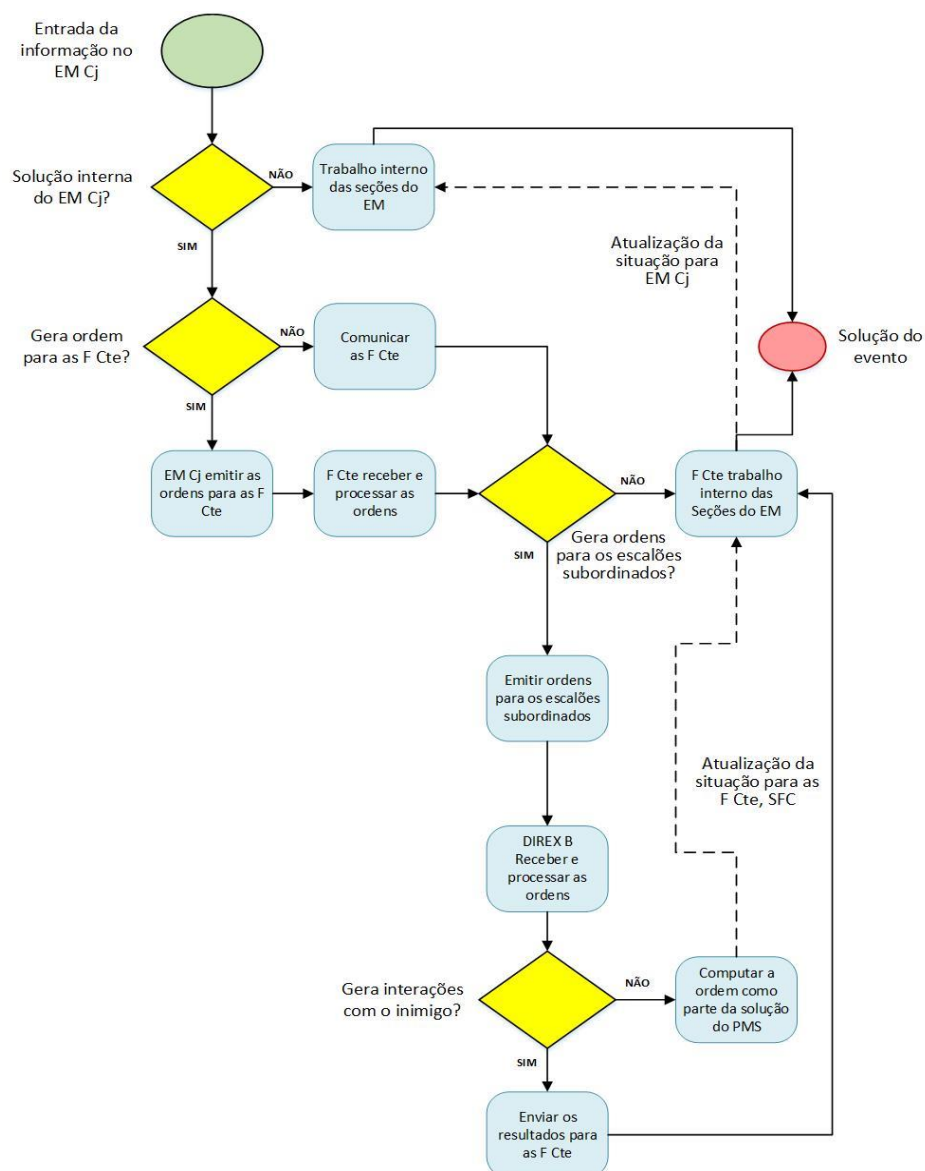 Entrada da
informação no
EM Cj
Solução interna
do EM Cj?
NÃO
Trabalho interno
das seções do
EM
SIM
Atualização da
situação para
EM Cj
Gera ordem
para as F Cte?
NÃO
Comunicar
as F Cte
Solução do
evento
SIM
EM Cj emitir as
ordens para as F
Cte
F Cte receber e
processar as
ordens
NÃO
F Cte trabalho
interno das
Seções do EM
Gera ordens
para os escalões
subordinados?
SIM
Emitir ordens
para os escalões
subordinados
Atualização da
situação para as
F Cte, SFC
DIREX B
Receber e
processar as
ordens
Gera interações
com o inimigo?
NÃO
Computar a
ordem como
parte da solução
do PMS
SIM
Enviar os
resultados para
as F Cte